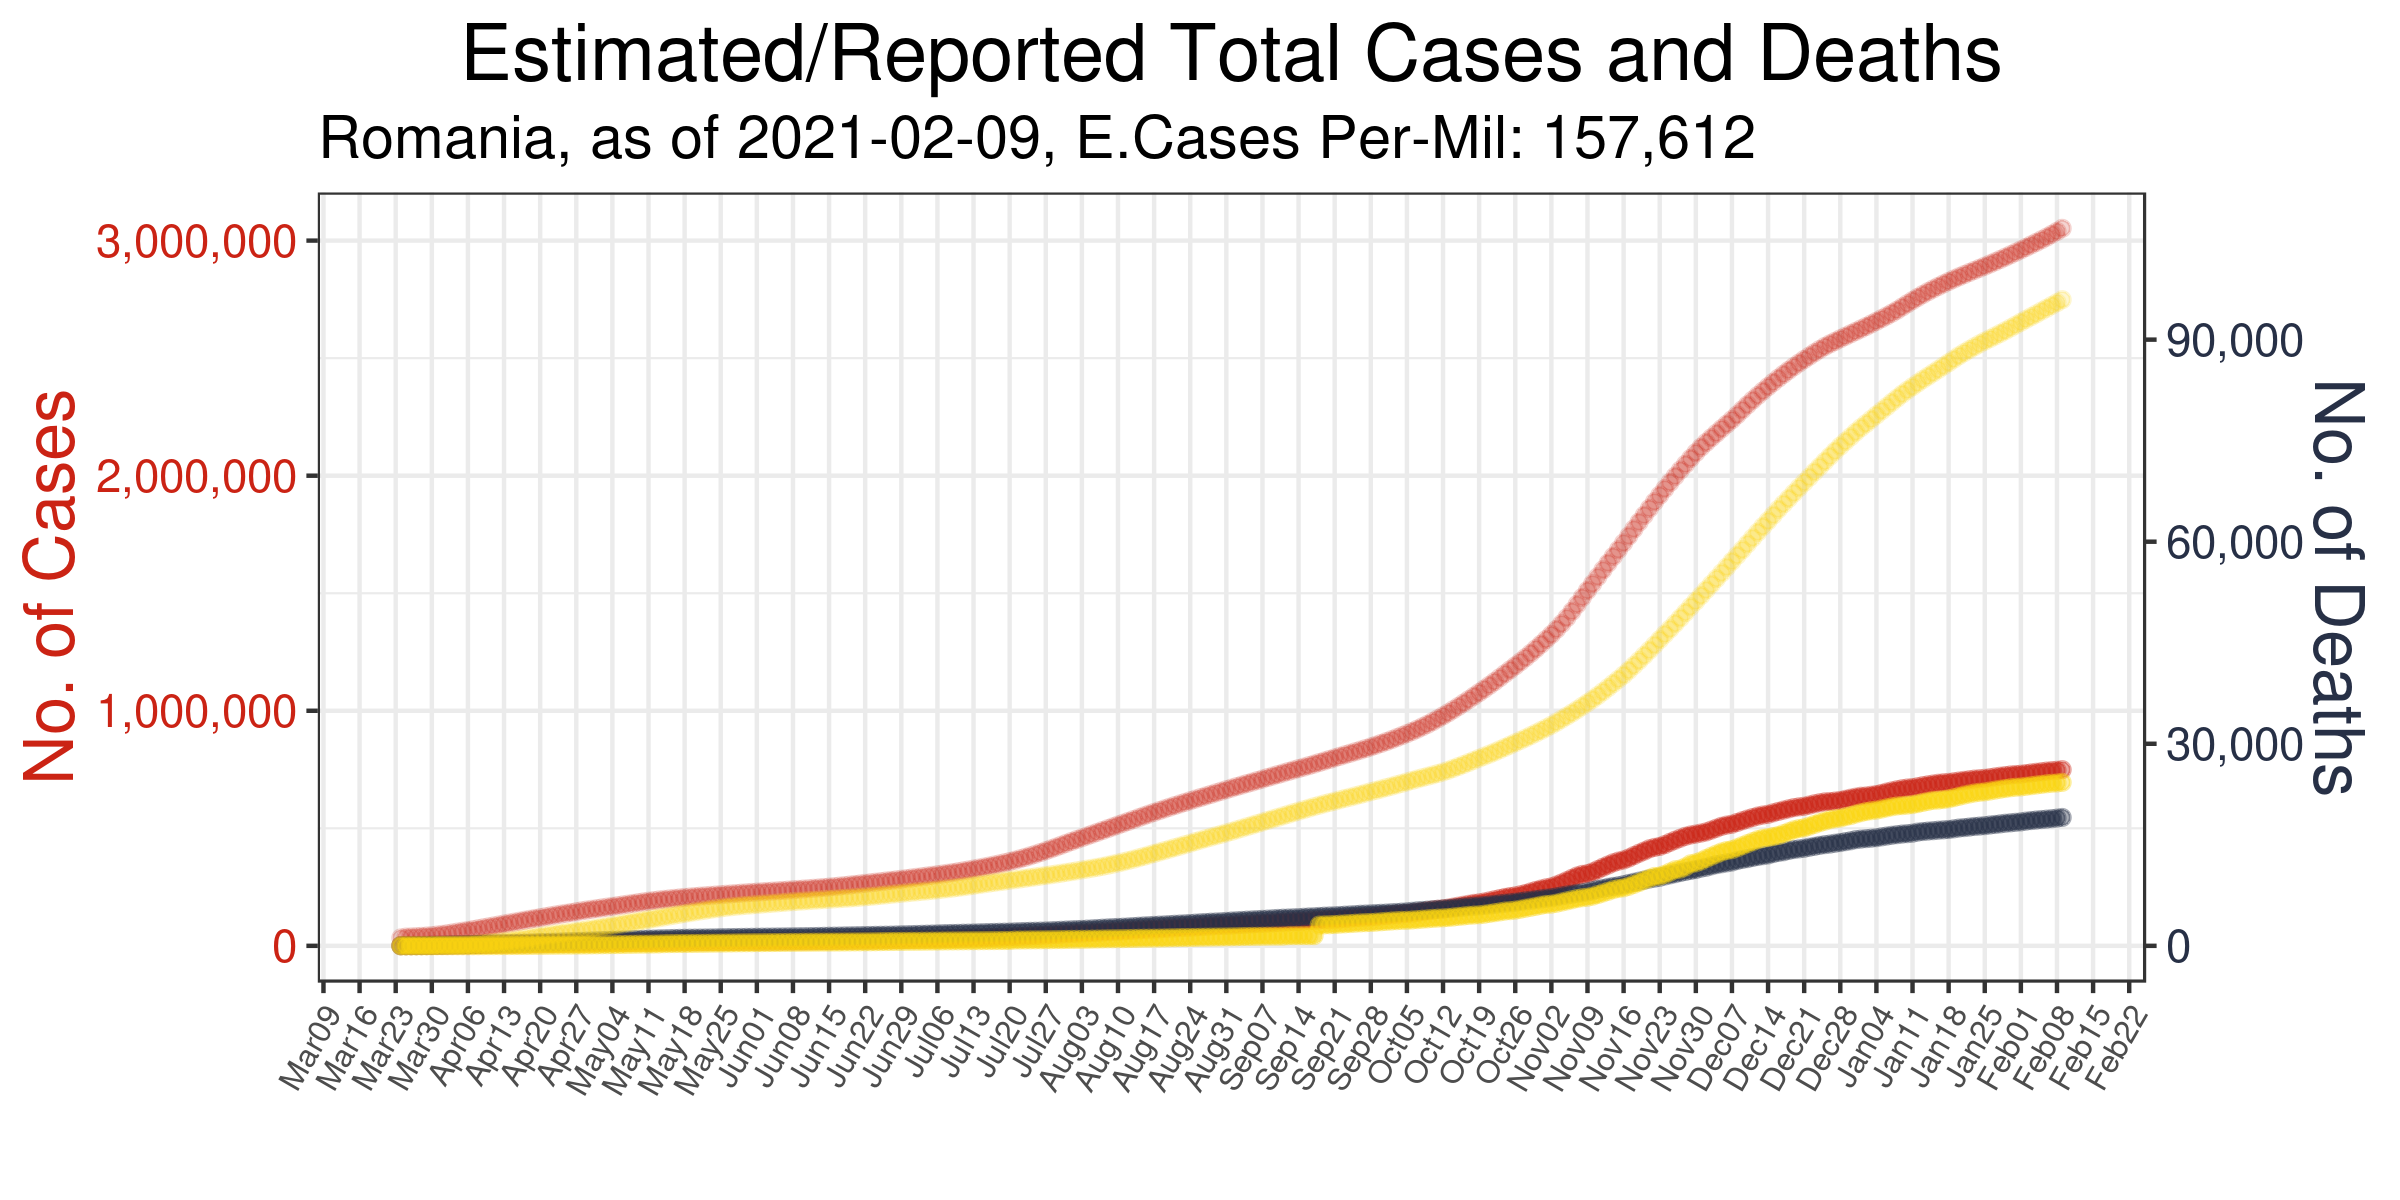 Estimated/Reported Total Cases and Deaths
Romania, as of 2021-02-09, E.Cases Per-Mil: 157,612
No. of Cases
3,000,000
2,000,000
1,000,000
0
90,000
60,000
30,000
0
No. of Deaths
Mar09 Mar16 Mar23 Mar30 Apr06 Apr13 Apr20 Apr27 May04 May11 May18 May25 Jun01 Jun08 Jun15 Jun22 Jun29 Jul06 Jul13 Jul20 Jul27 Aug03 Aug10 Aug17 Aug24 Aug31 Sep07 Sep14 Sep21 Sep28 Oct05 Oct12 Oct19 Oct26 Nov02 Nov09 Nov16 Nov23 Nov30 Dec07 Dec14 Dec21 Dec28 Jan04 Jan11 Jan18 Jan25 Feb01 Feb08 Feb15 Feb22